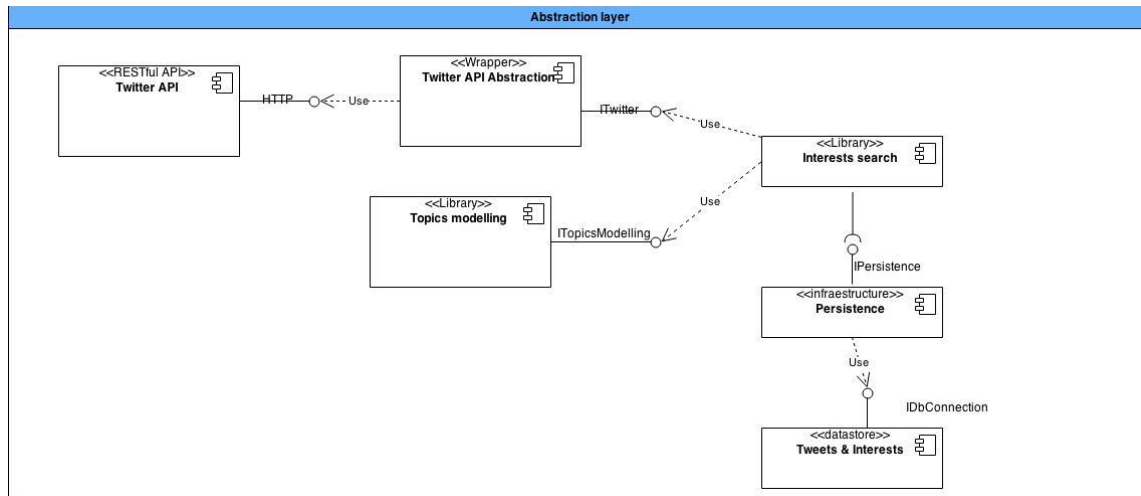 Abstraction layer
<<RESTful API>>
Twitter API
HTTP
Use
<<Wrapper>>
Twitter API Abstraction
ITwitter
Use
<<Library>>
Interests search
<<Library>>
Topics modelling
ITopicsModelling
Use
IPersistence
<<infraestructure>>
Persistence
Use
IDbConnection
<<datastore>>
Tweets & Interests